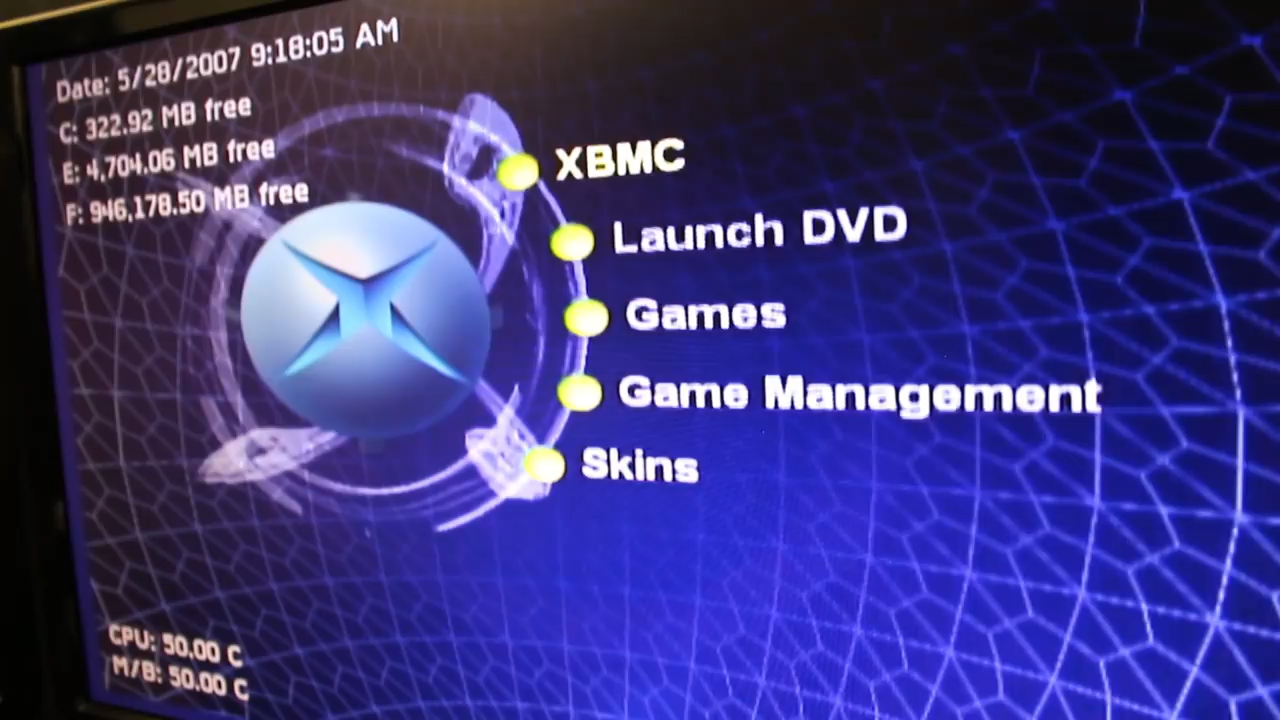 Date: 5/28/2007 9:18:05 AM
C: 322.92 MB free
E: 4,704.06 MB free
F: 946,178.50 MB free
XBMC
Launch DVD
Games
Game Management
Skins
CPU: 50.00 C
M/B: 50.00 C